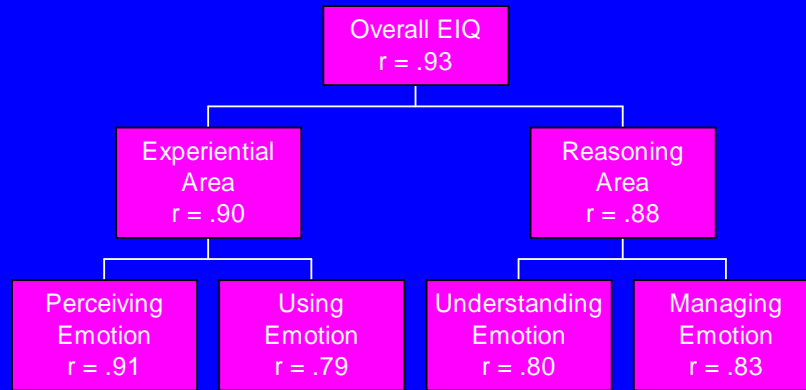 Overall EIQ
r = .93
Experiential
Area
r = .90
Reasoning
Area
r = .88
Perceiving
Emotion
r = .91
Using
Emotion
r = .79
Understanding
Emotion
r = .80
Managing
Emotion
r = .83